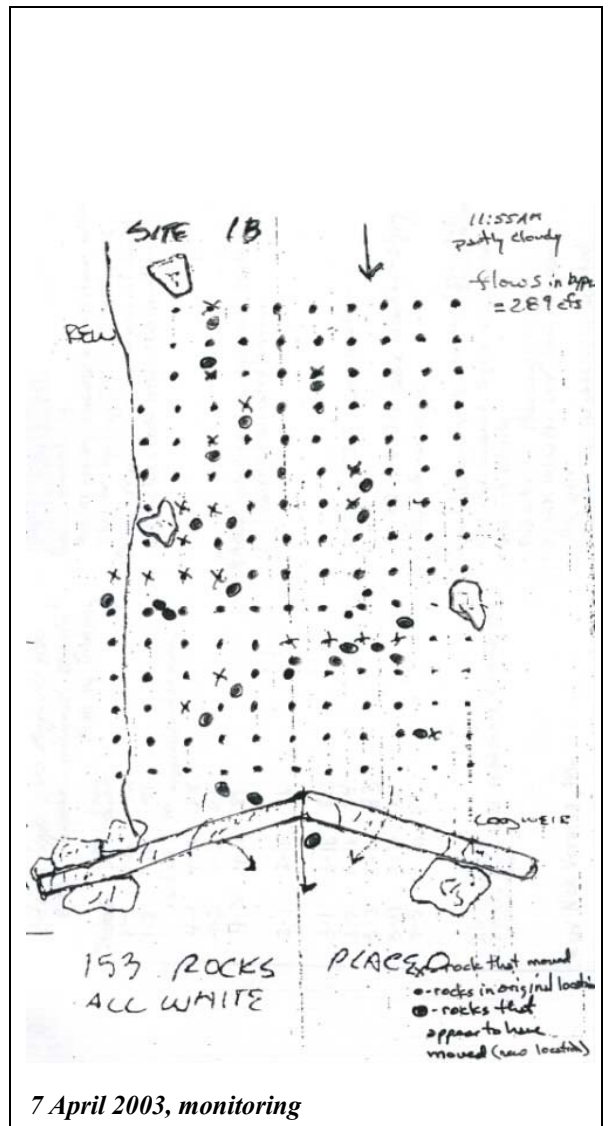 SITE 1B
11:55AM
partly cloudy
flows in bypa
= 289 cfs
REW
LOG WEIR
153 ROCKS PLACED
ALL WHITE
x - rock that moved
•-rocks in original location
●-rocks that
appear to have
moved (new location)
7 April 2003, monitoring